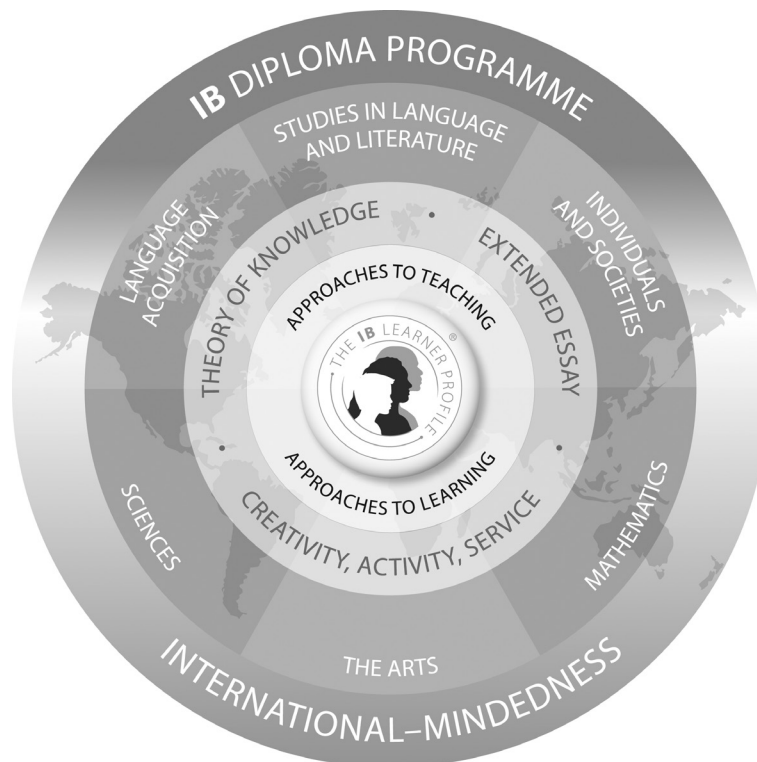 IB DIPLOMA PROGRAMME
STUDIES IN LANGUAGE
AND LITERATURE
LANGUAGE
ACQUISITION
INDIVIDUALS
AND SOCIETIES
THEORY OF KNOWLEDGE
EXTENDED ESSAY
APPROACHES TO TEACHING
THE IB LEARNER PROFILE ®
APPROACHES TO LEARNING
CREATIVITY, ACTIVITY, SERVICE
SCIENCES
MATHEMATICS
THE ARTS
INTERNATIONAL–MINDEDNESS